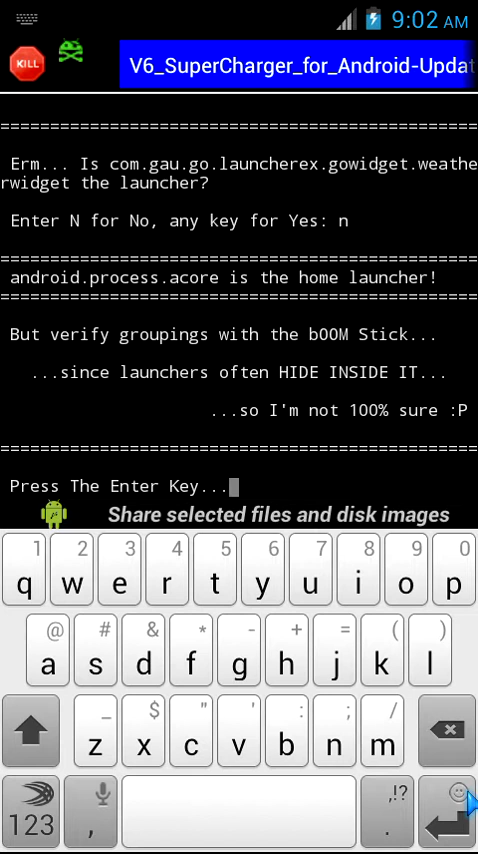 9:02 AM
KILL
V6_SuperCharger_for_Android-Updat
================================================
Erm... Is com.gau.go.launcherex.gowidget.weathe
rwidget the launcher?
Enter N for No, any key for Yes: n
================================================
android.process.acore is the home launcher!
================================================
But verify groupings with the bOOM Stick...
...since launchers often HIDE INSIDE IT...
...so I'm not 100% sure :P
================================================
Press The Enter Key...
Share selected files and disk images
1 2 3 4 5 6 7 8 9 0
q w e r t y u i o p
@ # & * - + = ( )
a s d f g h j k l
_ $ " ' : ; /
z x c v b n m
,!?
123 , .